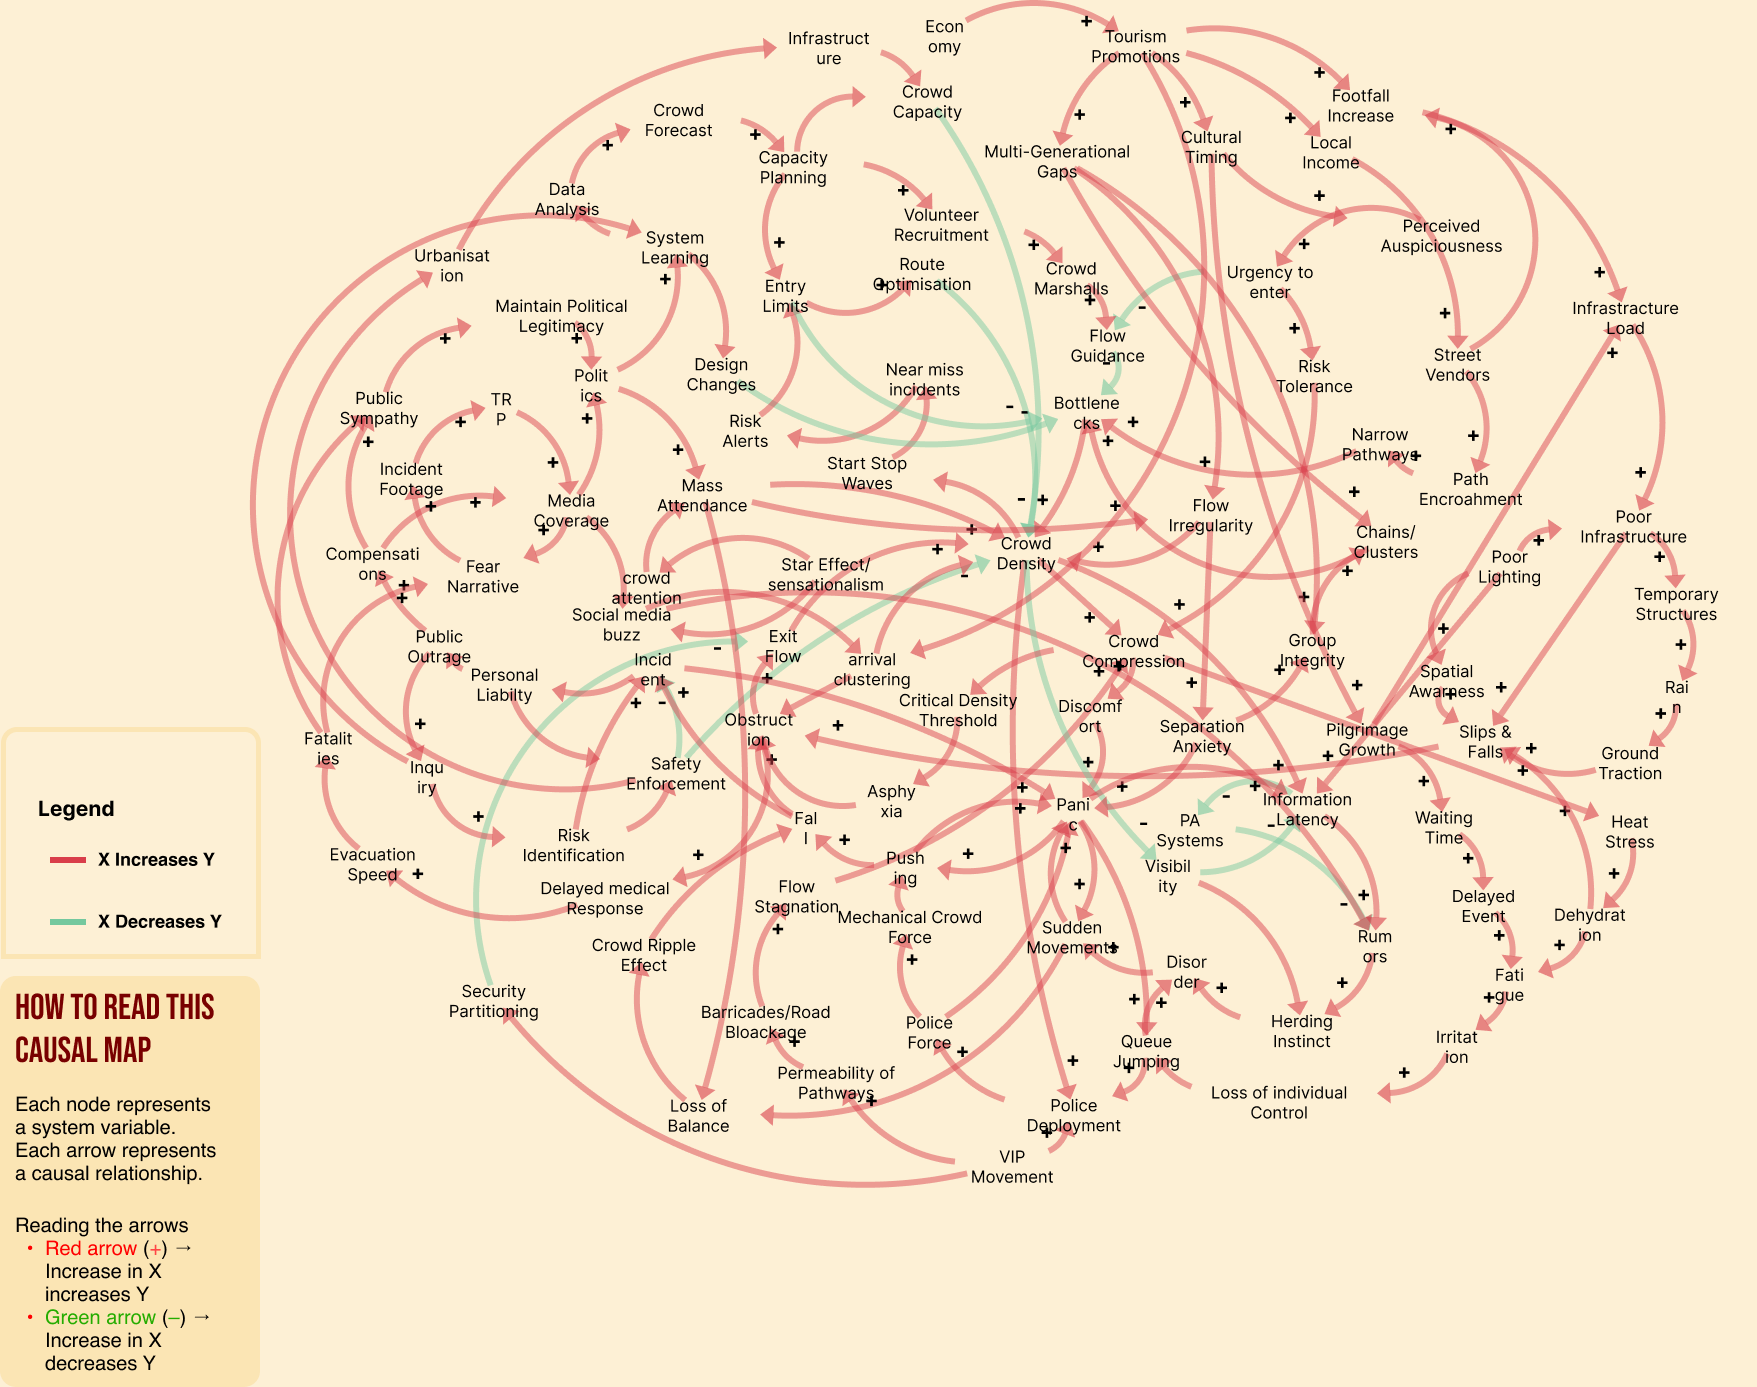 Econ
omy
Tourism
Promotions
Infrastruct
ure
Crowd
Capacity
Footfall
Increase
Crowd
Forecast
Capacity
Planning
Multi-Generational
Gaps
Cultural
Timing
Local
Income
Data
Analysis
Volunteer
Recruitment
System
Learning
Perceived
Auspiciousness
Urbanisat
ion
Entry
Limits
Route
Optimisation
Crowd
Marshalls
Urgency to
enter
Maintain Political
Legitimacy
Infrastracture
Load
Flow
Guidance
Polit
ics
Design
Changes
Near miss
incidents
Risk
Tolerance
Street
Vendors
Public
Sympathy
TR
P
Risk
Alerts
Bottlene
cks
Narrow
Pathways
Incident
Footage
Start Stop
Waves
Path
Encroahment
Media
Coverage
Mass
Attendance
Flow
Irregularity
Chains/
Clusters
Poor
Infrastructure
Compensati
ons
Fear
Narrative
Crowd
Density
Poor
Lighting
Star Effect/
sensationalism
crowd
attention
Social media
buzz
Temporary
Structures
Public
Outrage
Exit
Flow
Crowd
Compression
Group
Integrity
Incid
ent
arrival
clustering
Personal
Liabilty
Spatial
Awarness
Rai
n
Critical Density
Threshold
Discomf
ort
Obstruct
ion
Separation
Anxiety
Pilgrimage
Growth
Slips &
Falls
Fatalit
ies
Inqu
iry
Safety
Enforcement
Ground
Traction
Asphy
xia
Pani
c
Information
Latency
Fal
l
PA
Systems
Waiting
Time
Heat
Stress
Risk
Identification
Evacuation
Speed
Push
ing
Visibil
ity
Delayed medical
Response
Flow
Stagnation
Delayed
Event
Mechanical Crowd
Force
Sudden
Movements
Rum
ors
Dehydrat
ion
Crowd Ripple
Effect
Disor
der
Fati
gue
Security
Partitioning
Barricades/Road
Bloackage
Police
Force
Queue
Jumping
Herding
Instinct
Irritat
ion
Permeability of
Pathways
Loss of
Balance
Police
Deployment
Loss of individual
Control
VIP
Movement
Legend
X Increases Y
X Decreases Y
HOW TO READ THIS
CAUSAL MAP
Each node represents
a system variable.
Each arrow represents
a causal relationship.
Reading the arrows
• Red arrow (+) →
Increase in X
increases Y
• Green arrow (–) →
Increase in X
decreases Y